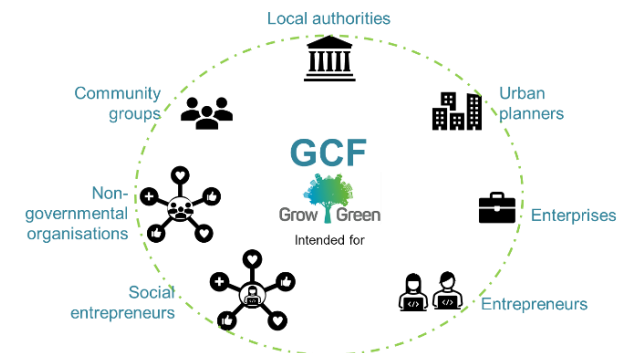 Local authorities
Community
groups
Urban
planners
GCF
Grow Green
Intended for
Non-
governmental
organisations
Enterprises
Social
entrepreneurs
Entrepreneurs